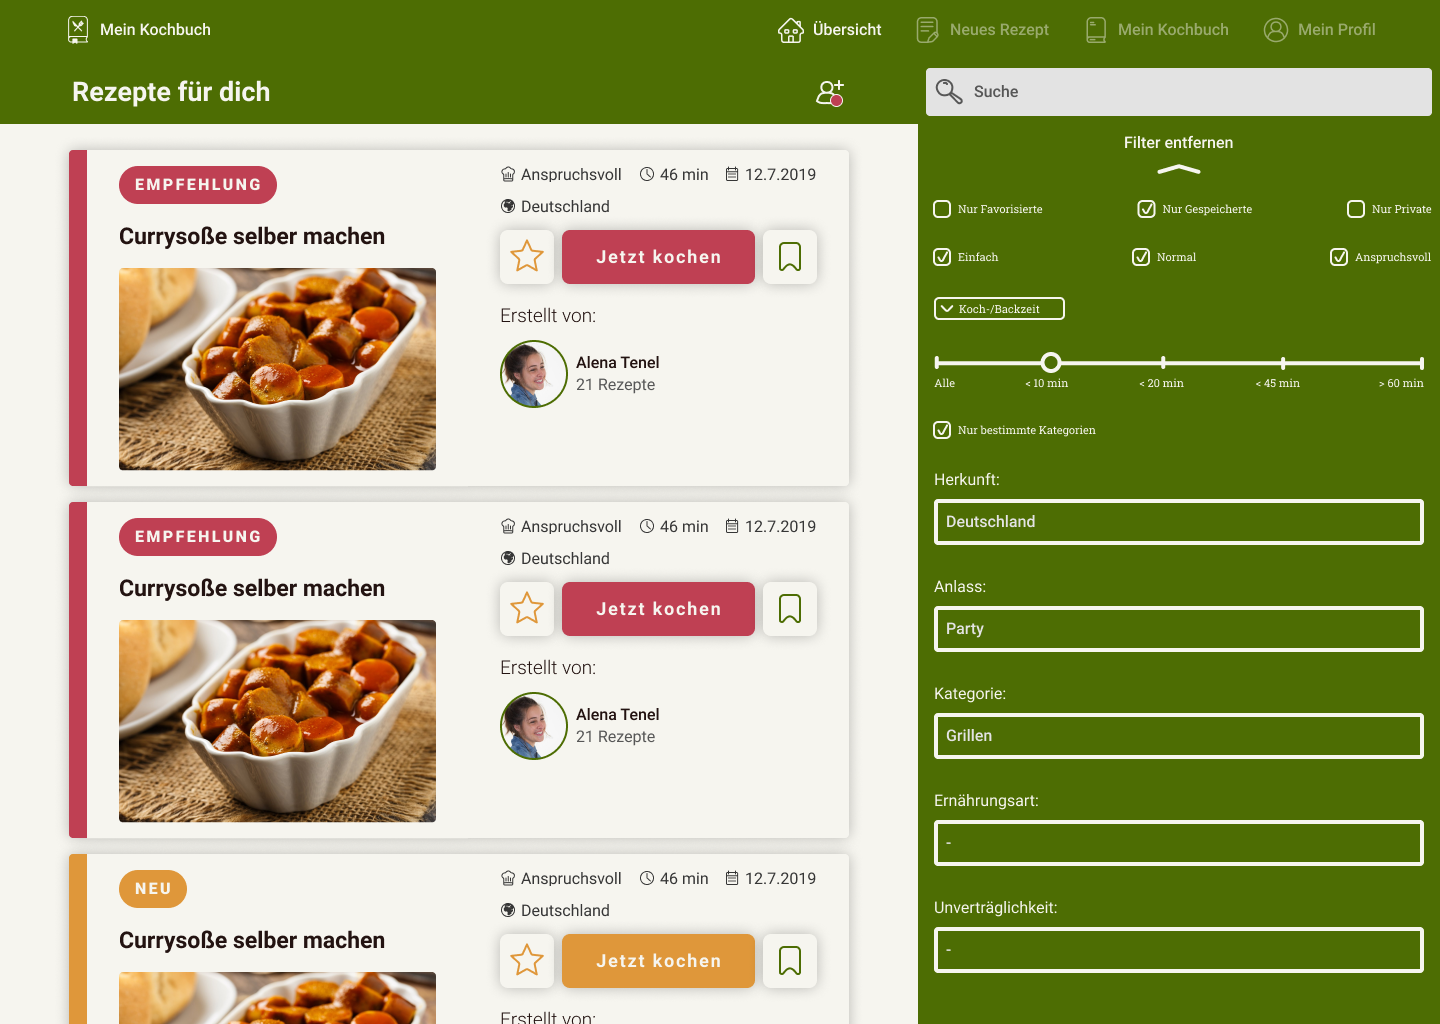 Mein Kochbuch
Übersicht
Neues Rezept
Mein Kochbuch
Mein Profil
Rezepte für dich
Suche
EMPFEHLUNG
Currysoße selber machen
Anspruchsvoll 46 min 12.7.2019
Deutschland
Jetzt kochen
Erstellt von:
Alena Tenel
21 Rezepte
EMPFEHLUNG
Currysoße selber machen
Anspruchsvoll 46 min 12.7.2019
Deutschland
Jetzt kochen
Erstellt von:
Alena Tenel
21 Rezepte
NEU
Currysoße selber machen
Anspruchsvoll 46 min 12.7.2019
Deutschland
Jetzt kochen
Erstellt von:
Filter entfernen
Nur Favorisierte Nur Gespeicherte Nur Private
Einfach Normal Anspruchsvoll
Koch-/Backzeit
Alle < 10 min < 20 min < 45 min > 60 min
Nur bestimmte Kategorien
Herkunft:
Deutschland
Anlass:
Party
Kategorie:
Grillen
Ernährungsart:
-
Unverträglichkeit:
-